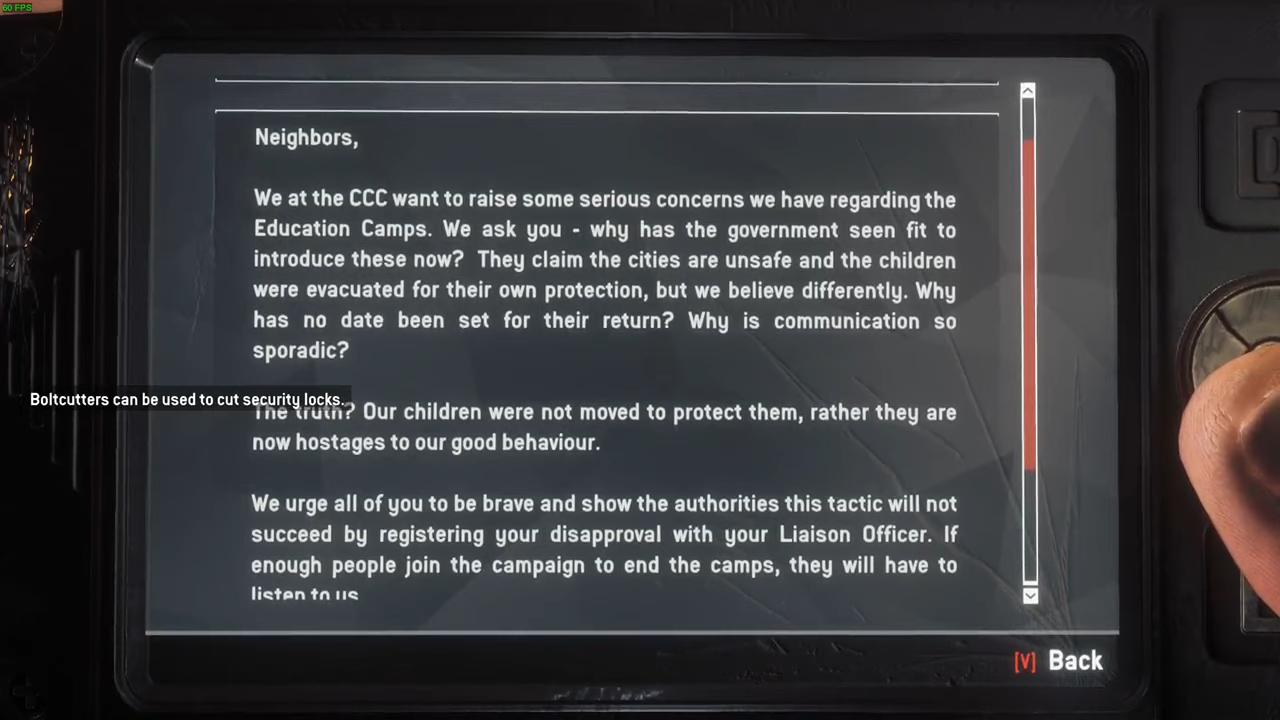 60 FPS
Neighbors,
We at the CCC want to raise some serious concerns we have regarding the
Education Camps. We ask you - why has the government seen fit to
introduce these now? They claim the cities are unsafe and the children
were evacuated for their own protection, but we believe differently. Why
has no date been set for their return? Why is communication so
sporadic?
Boltcutters can be used to cut security locks.
The truth? Our children were not moved to protect them, rather they are
now hostages to our good behaviour.
We urge all of you to be brave and show the authorities this tactic will not
succeed by registering your disapproval with your Liaison Officer. If
enough people join the campaign to end the camps, they will have to
listen to us
[V] Back